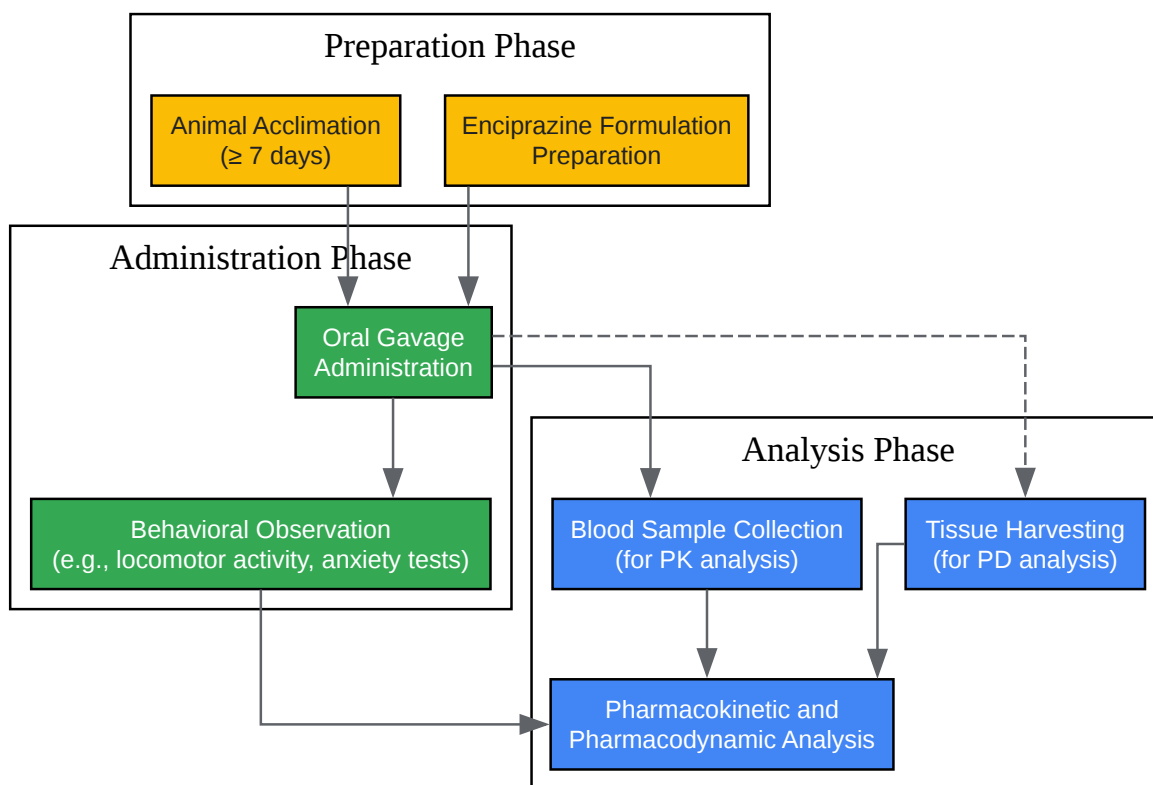 Preparation Phase
Animal Acclimation
(≥ 7 days)
Enciprazine Formulation
Preparation
Administration Phase
Oral Gavage
Administration
Behavioral Observation
(e.g., locomotor activity, anxiety tests)
Analysis Phase
Blood Sample Collection
(for PK analysis)
Tissue Harvesting
(for PD analysis)
Pharmacokinetic and
Pharmacodynamic Analysis